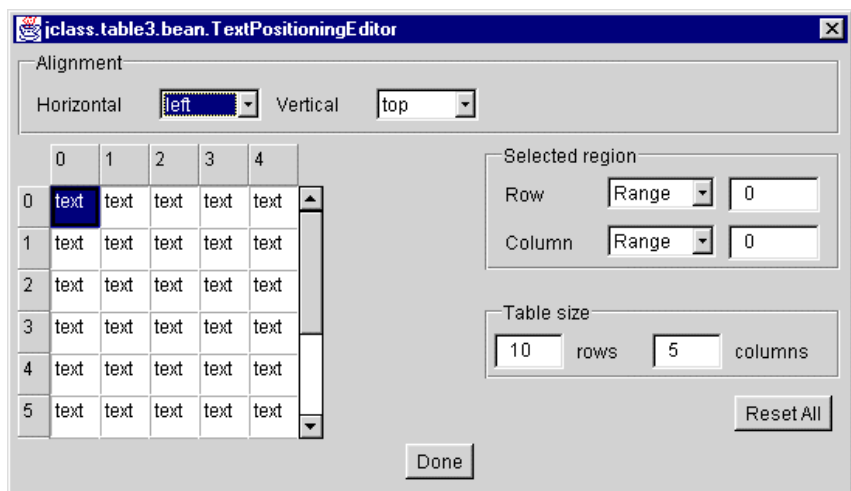 jclass.table3.bean.TextPositioningEditor
Alignment
Horizontal left Vertical top
0 1 2 3 4
0 text text text text text
1 text text text text text
2 text text text text text
3 text text text text text
4 text text text text text
5 text text text text text
Selected region
Row Range 0
Column Range 0
Table size
10 rows 5 columns
Reset All
Done